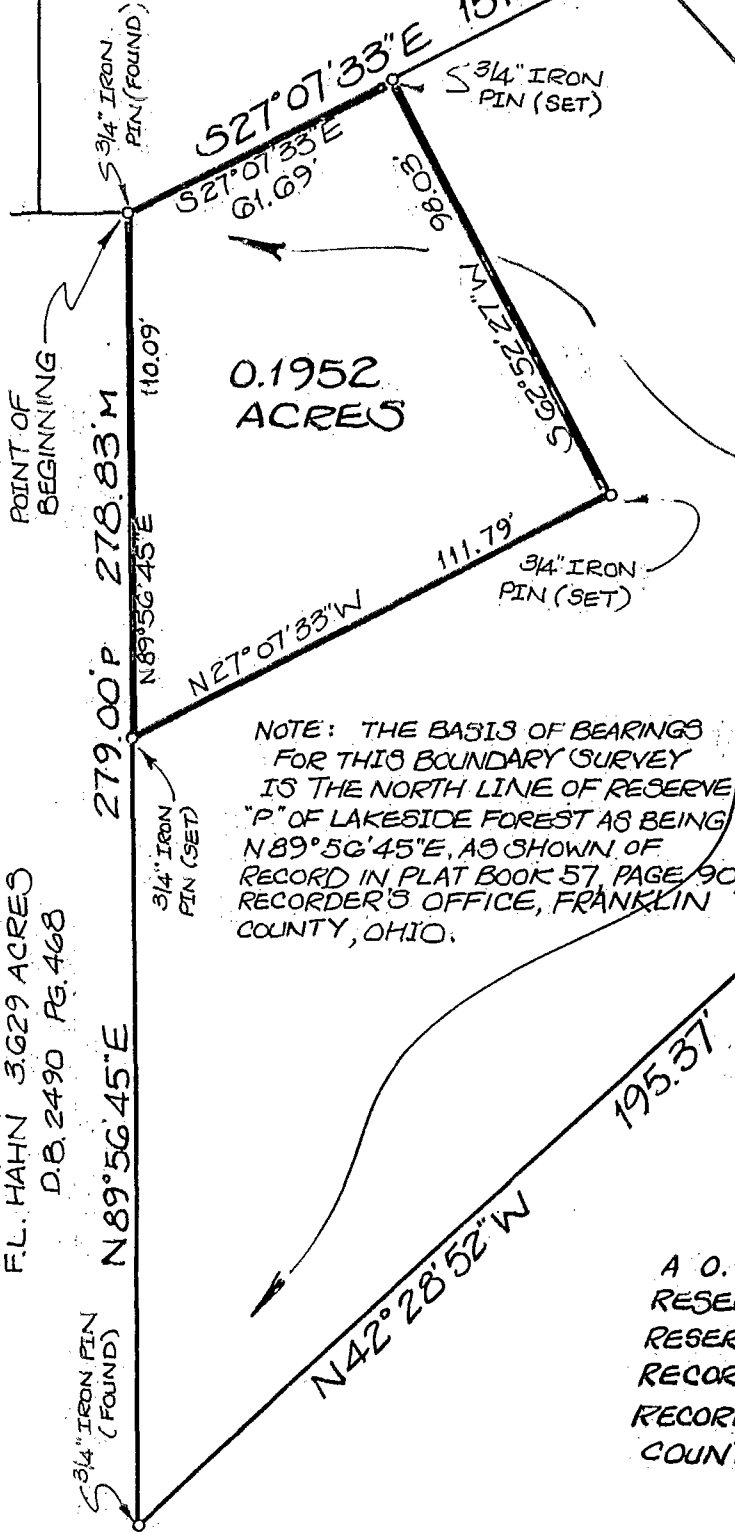 3/4" IRON
PIN (FOUND)
S27°07'33"E
151.
S27°07'33"E
61.69'
3/4" IRON
PIN (SET)
98.03'
S62°52'27"W
POINT OF
BEGINNING
110.09'
0.1952
ACRES
279.00'P 278.83'M
N89°56'45"E
N27°07'33"W
111.79'
3/4" IRON
PIN (SET)
3/4" IRON
PIN (SET)
NOTE: THE BASIS OF BEARINGS
FOR THIS BOUNDARY SURVEY
IS THE NORTH LINE OF RESERVE
"P" OF LAKESIDE FOREST AS BEING
N89°56'45"E, AS SHOWN OF
RECORD IN PLAT BOOK 57, PAGE 90,
RECORDER'S OFFICE, FRANKLIN
COUNTY, OHIO.
F.L. HAHN 3.629 ACRES
D.B. 2490 PG. 468
N89°56'45"E
195.37'
N42°28'52"W
3/4" IRON PIN
(FOUND)
A 0.
RESE
RESER
RECOR
RECOR
COUNT